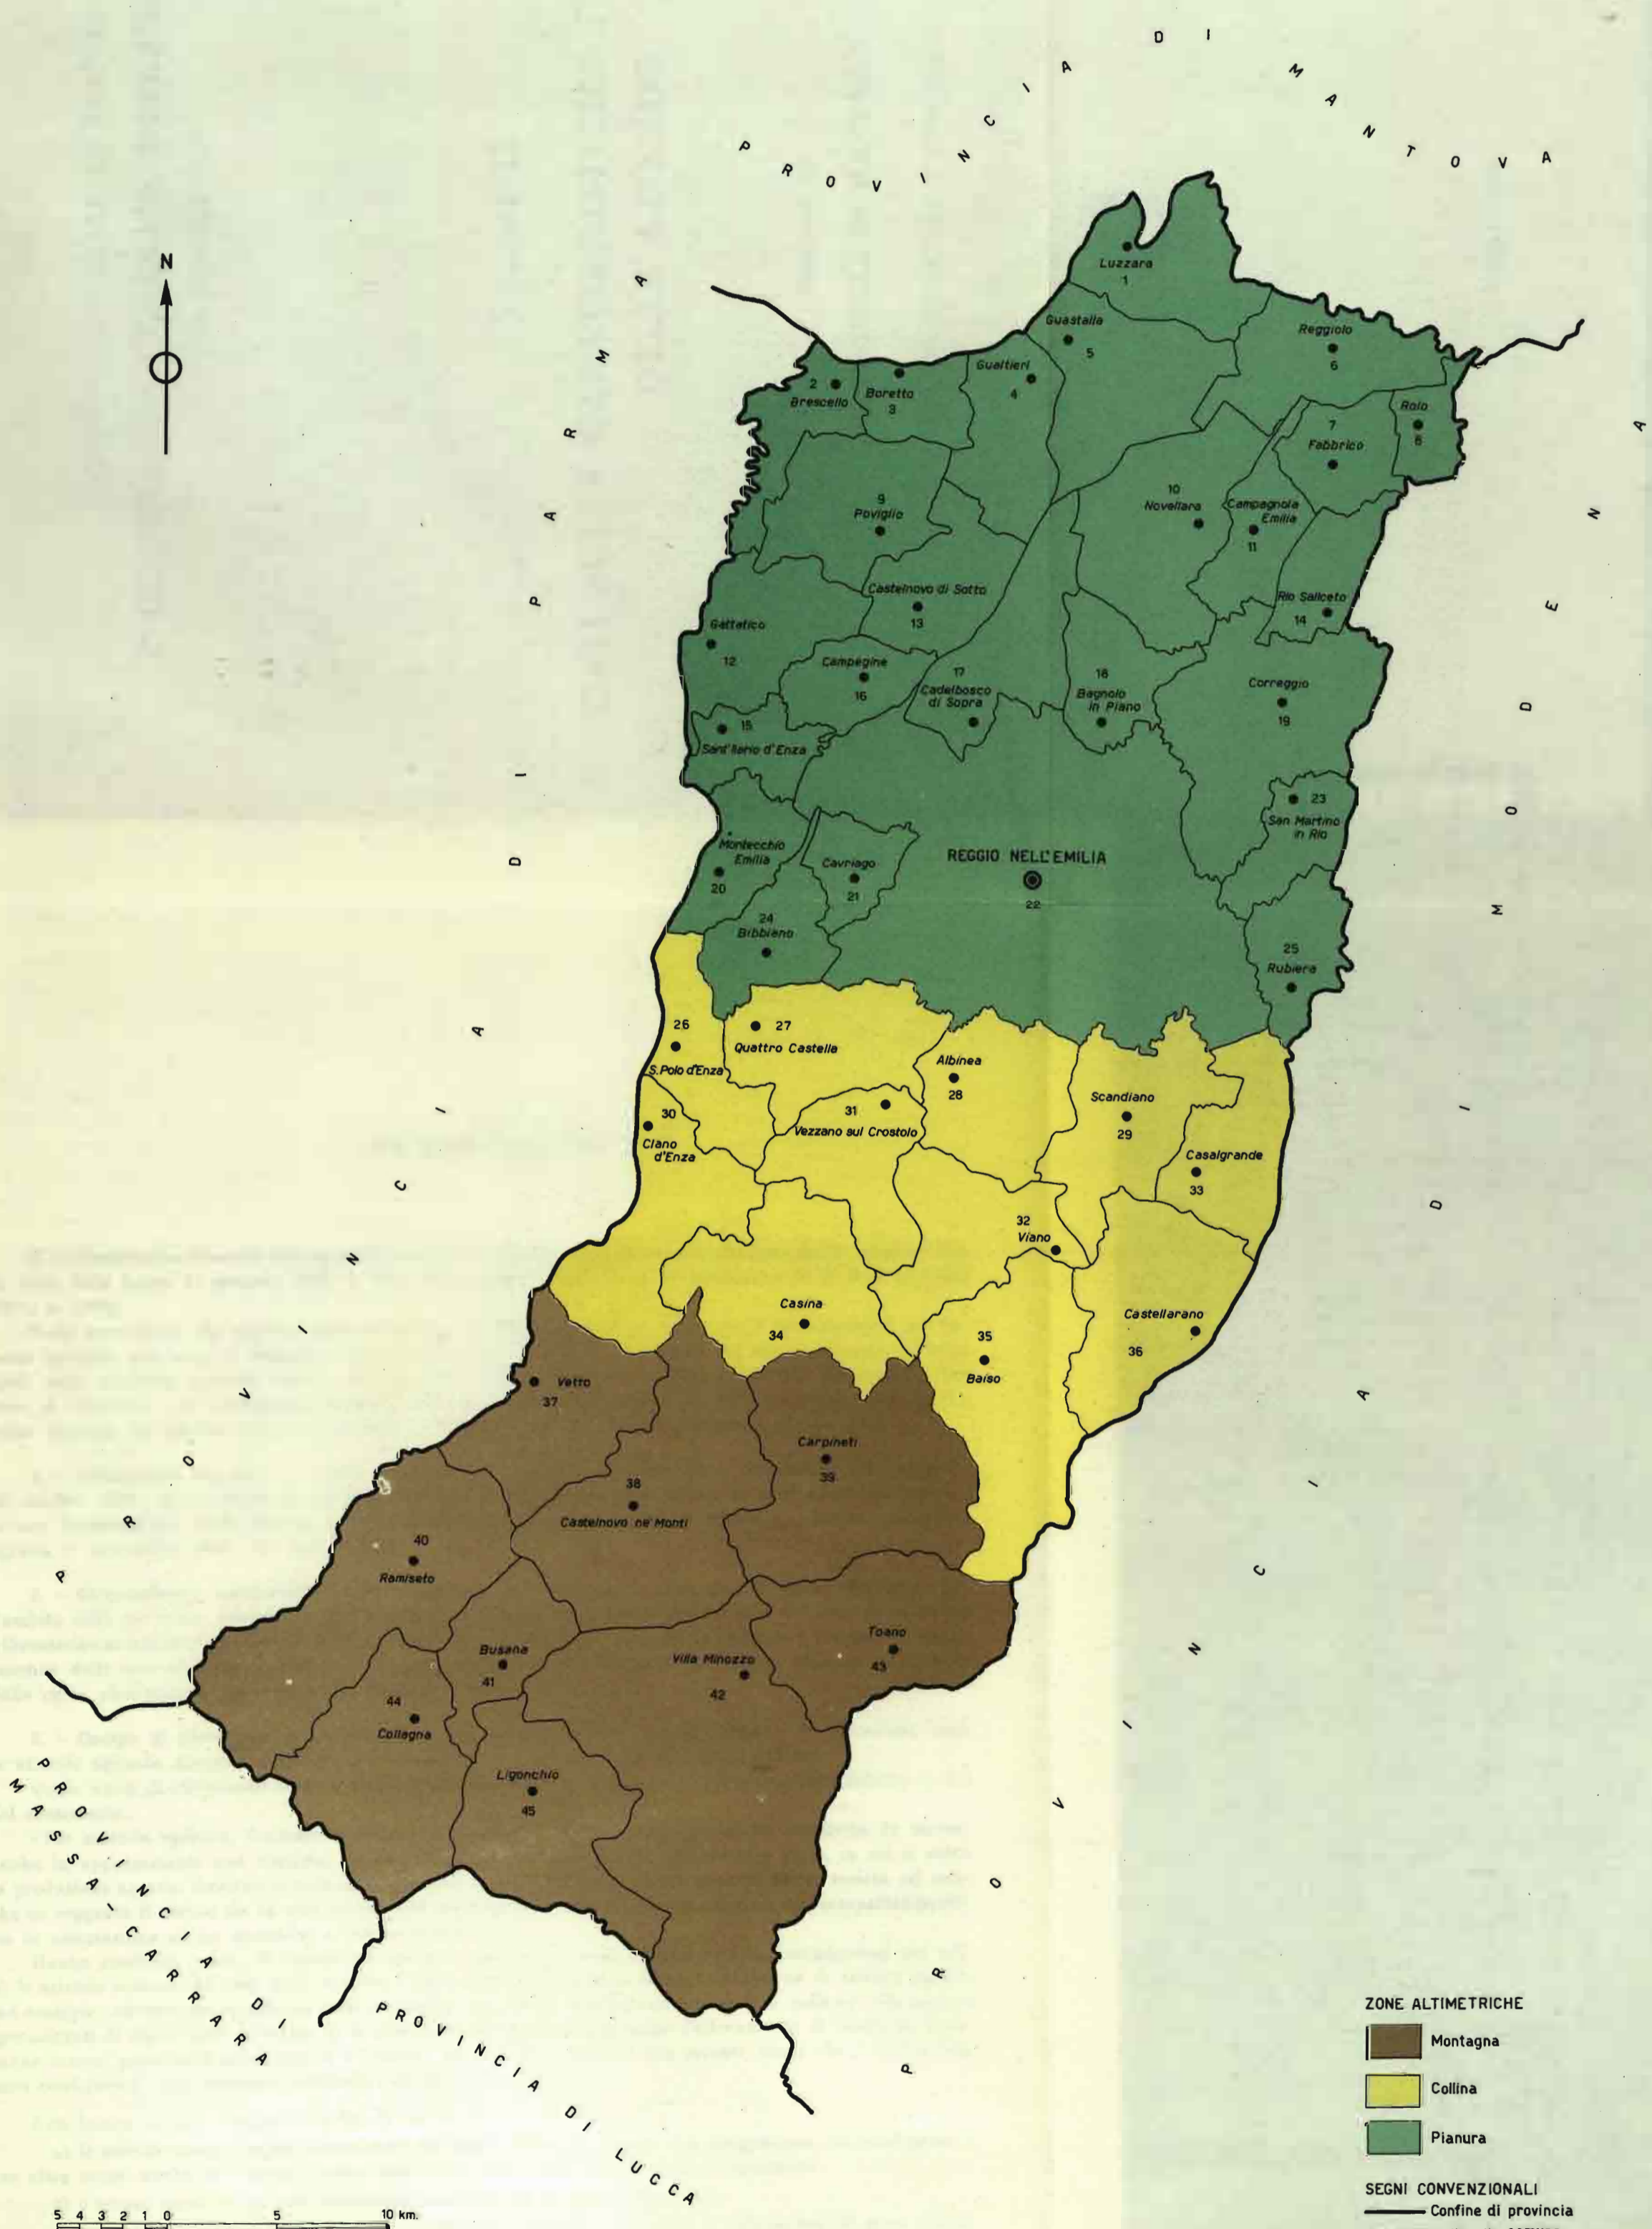 PROVINCIA DI MANTOVA
N
PROVINCIA DI PARMA
PROVINCIA DI MODENA
Luzzara
1
Guastalla
5
Reggiolo
6
Gualtieri
4
2
Brescello
Boretto
3
Rolo
8
7
Fabbrico
9
Poviglio
10
Novellara
Campagnola
Emilia
11
Castelnovo di Sotto
13
Rio Saliceto
14
Gattatico
12
Campegine
16
17
Cadelbosco
di Sopra
18
Bagnolo
in Piano
Correggio
19
15
Sant'Ilario d'Enza
23
San Martino
in Rio
Montecchio
Emilia
20
Cavriago
21
REGGIO NELL'EMILIA
22
24
Bibbiano
25
Rubiera
26
S. Polo d'Enza
27
Quattro Castella
Albinea
28
Scandiano
29
30
Ciano
d'Enza
31
Vezzano sul Crostolo
Casalgrande
33
32
Viano
Casina
34
35
Baiso
Castellarano
36
Vetto
37
Carpineti
39
38
Castelnovo ne' Monti
40
Ramiseto
Busana
41
Villa Minozzo
42
Toano
43
44
Collagna
Ligonchio
45
PROVINCIA DI
MASSA-CARRARA
PROVINCIA DI LUCCA
5 4 3 2 1 0 5 10 km.
ZONE ALTIMETRICHE
Montagna
Collina
Pianura
SEGNI CONVENZIONALI
Confine di provincia